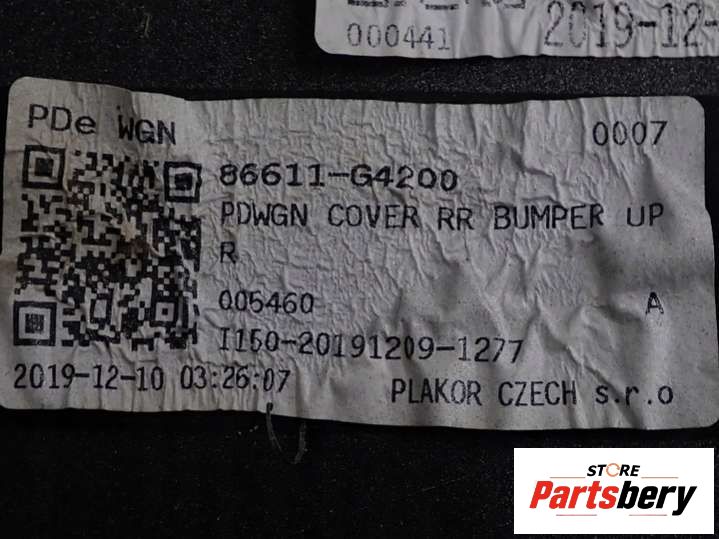 000441
2019-12-
PDe WGN
0007
86611-G4200
PDWGN COVER RR BUMPER UP
R
005460 A
I150-20191209-1277
2019-12-10 03:26:07 PLAKOR CZECH s.r.o
STORE
Partsbery